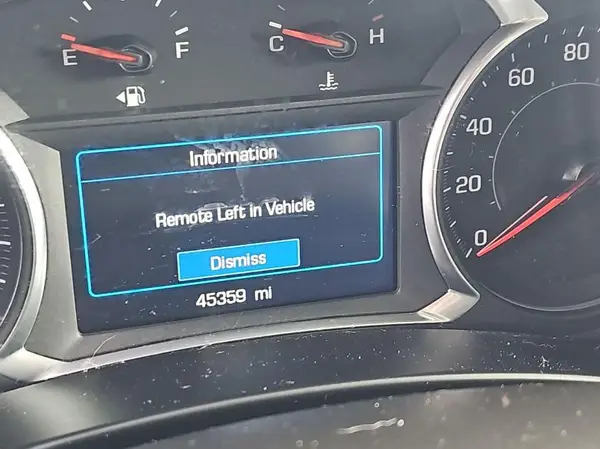 E F
C H
Information
Remote Left in Vehicle
Dismiss
45359 mi
0
20
40
60
80